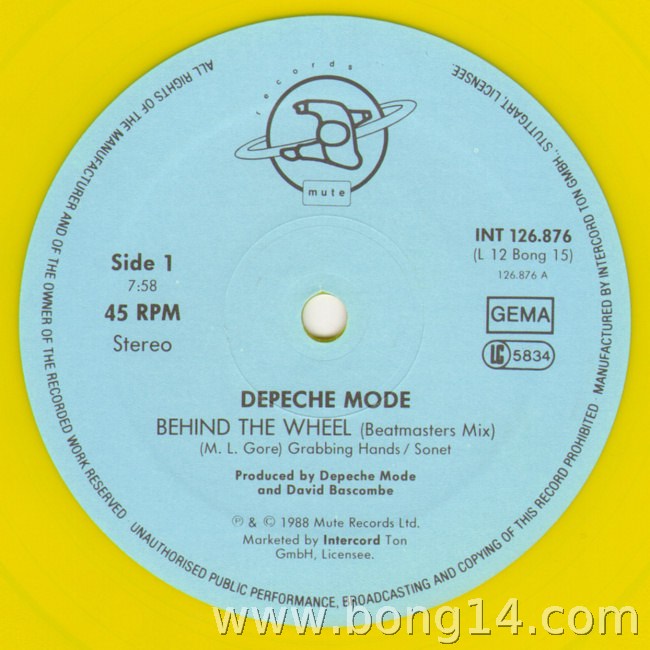 records
mute
Side 1
7:58
45 RPM
Stereo
INT 126.876
(L 12 Bong 15)
126.876 A
GEMA
LC 5834
DEPECHE MODE
BEHIND THE WHEEL (Beatmasters Mix)
(M. L. Gore) Grabbing Hands / Sonet
Produced by Depeche Mode
and David Bascombe
℗ & © 1988 Mute Records Ltd.
Marketed by Intercord Ton
GmbH, Licensee.
ALL RIGHTS OF THE MANUFACTURER AND OF THE OWNER OF THE RECORDED WORK RESERVED UNAUTHORISED PUBLIC PERFORMANCE, BROADCASTING AND COPYING OF THIS RECORD PROHIBITED MANUFACTURED BY INTERCORD TON GMBH., STUTTGART, LICENSEE.
www.bong14.com